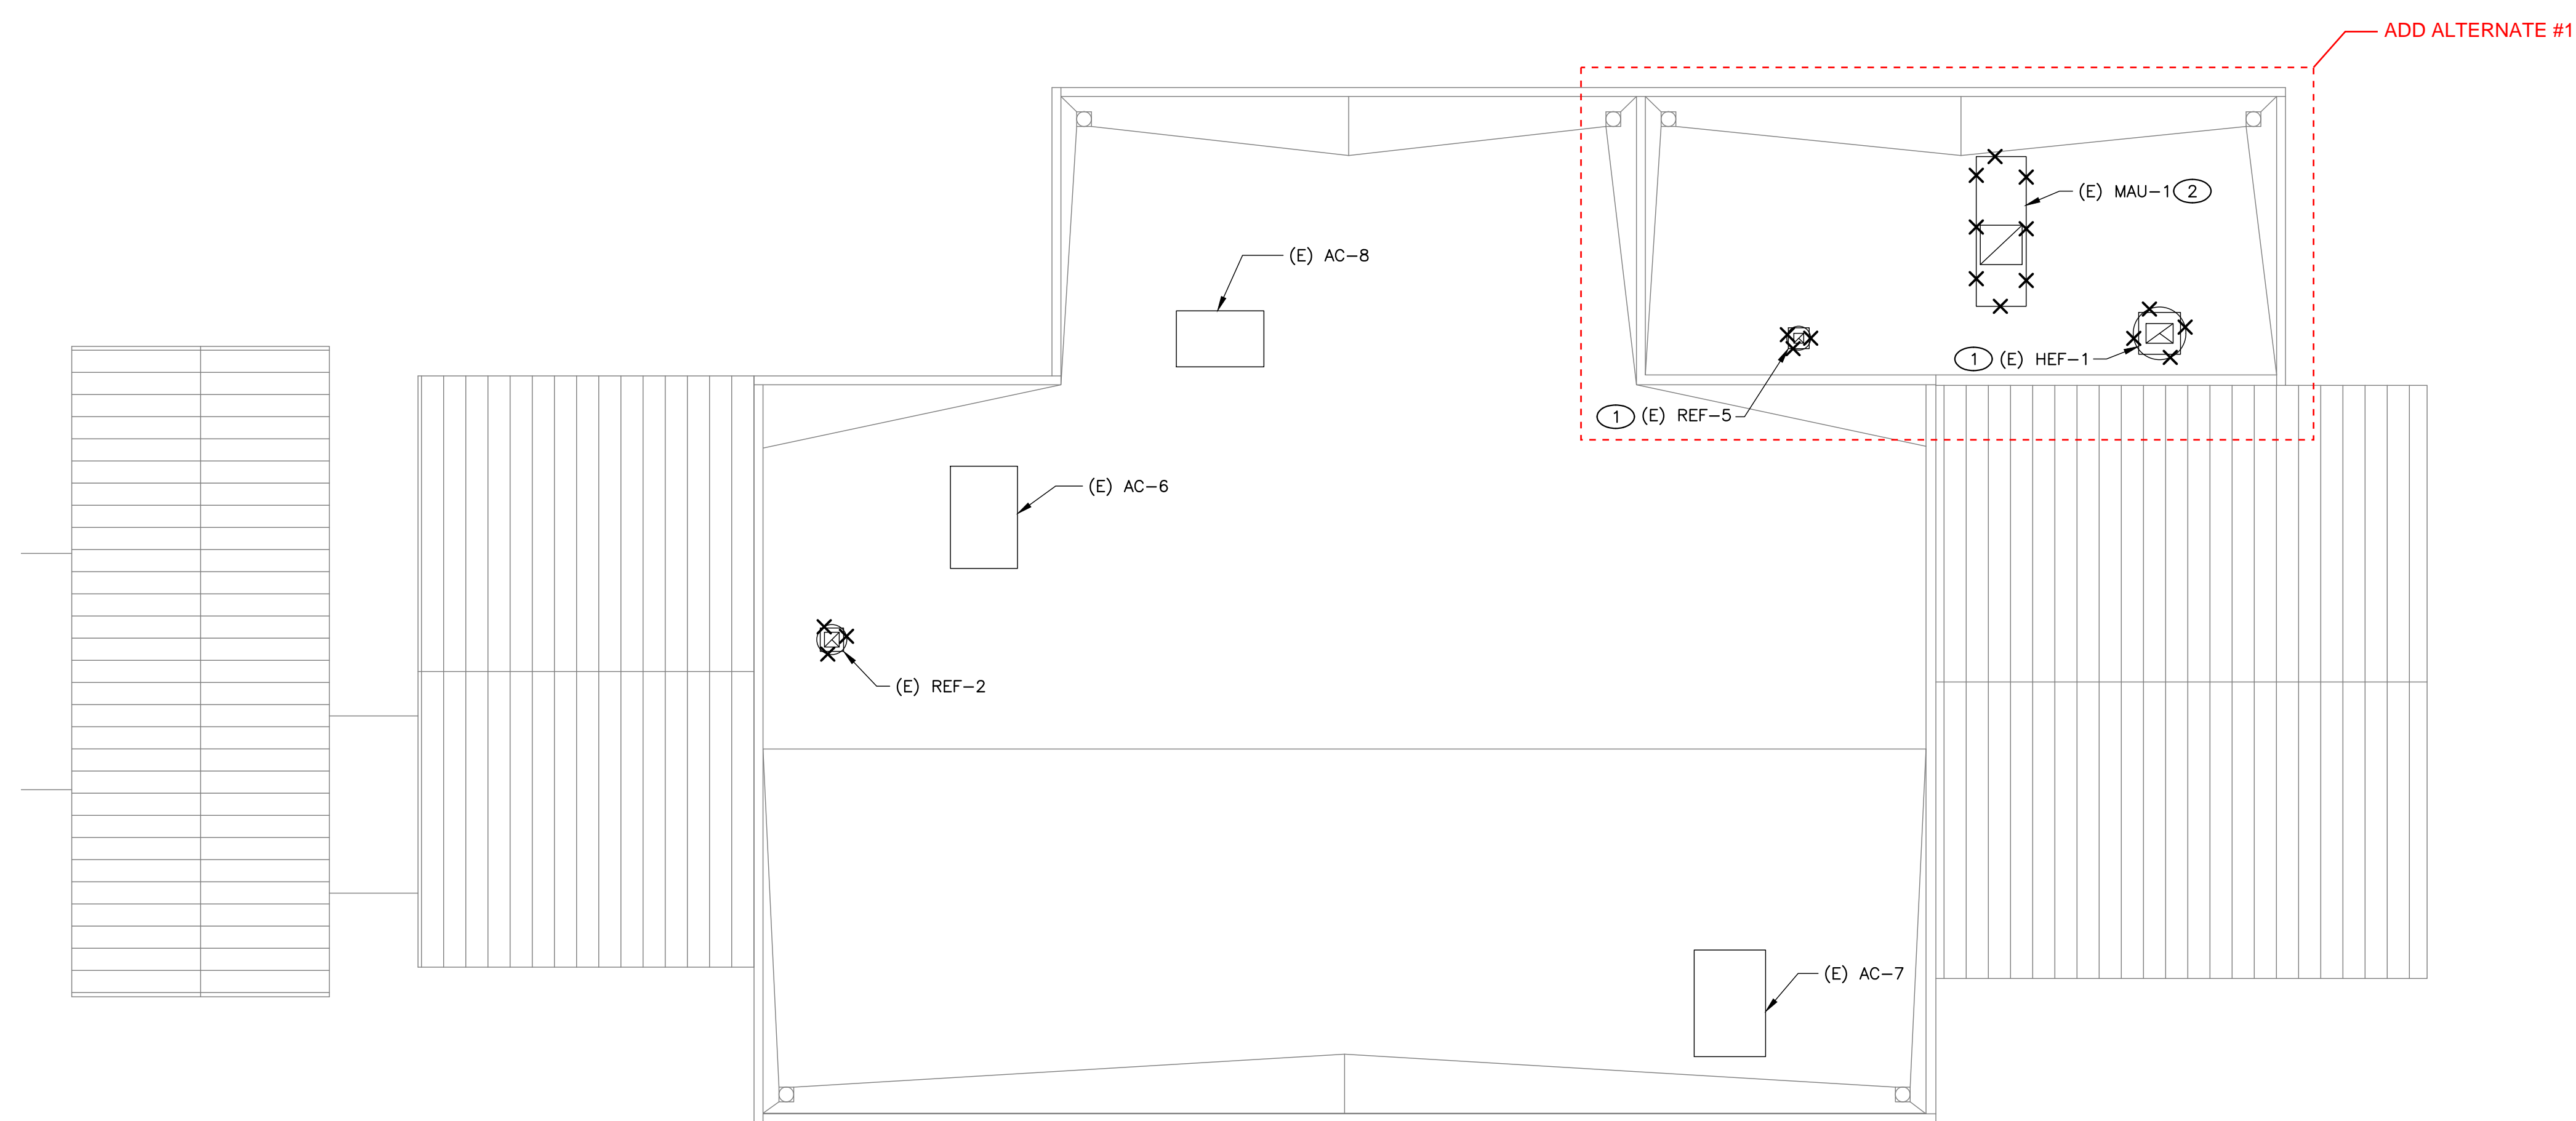 ADD ALTERNATE #1
(E) MAU-1 2
(E) AC-8
1 (E) HEF-1
1 (E) REF-5
(E) AC-6
(E) REF-2
(E) AC-7